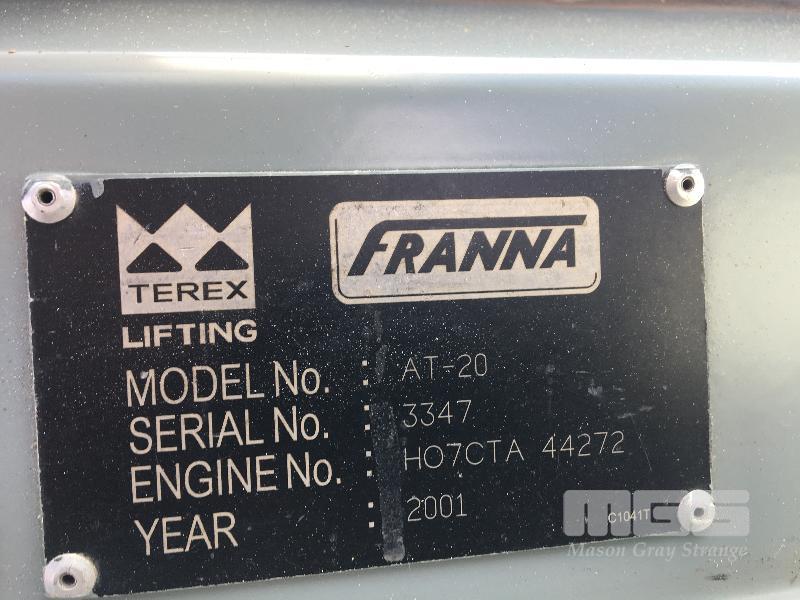 TEREX
LIFTING
FRANNA
MODEL No. : AT-20
SERIAL No. : 3347
ENGINE No. : HO7CTA 44272
YEAR : 2001
C1041T
MGS
Mason Gray Strange